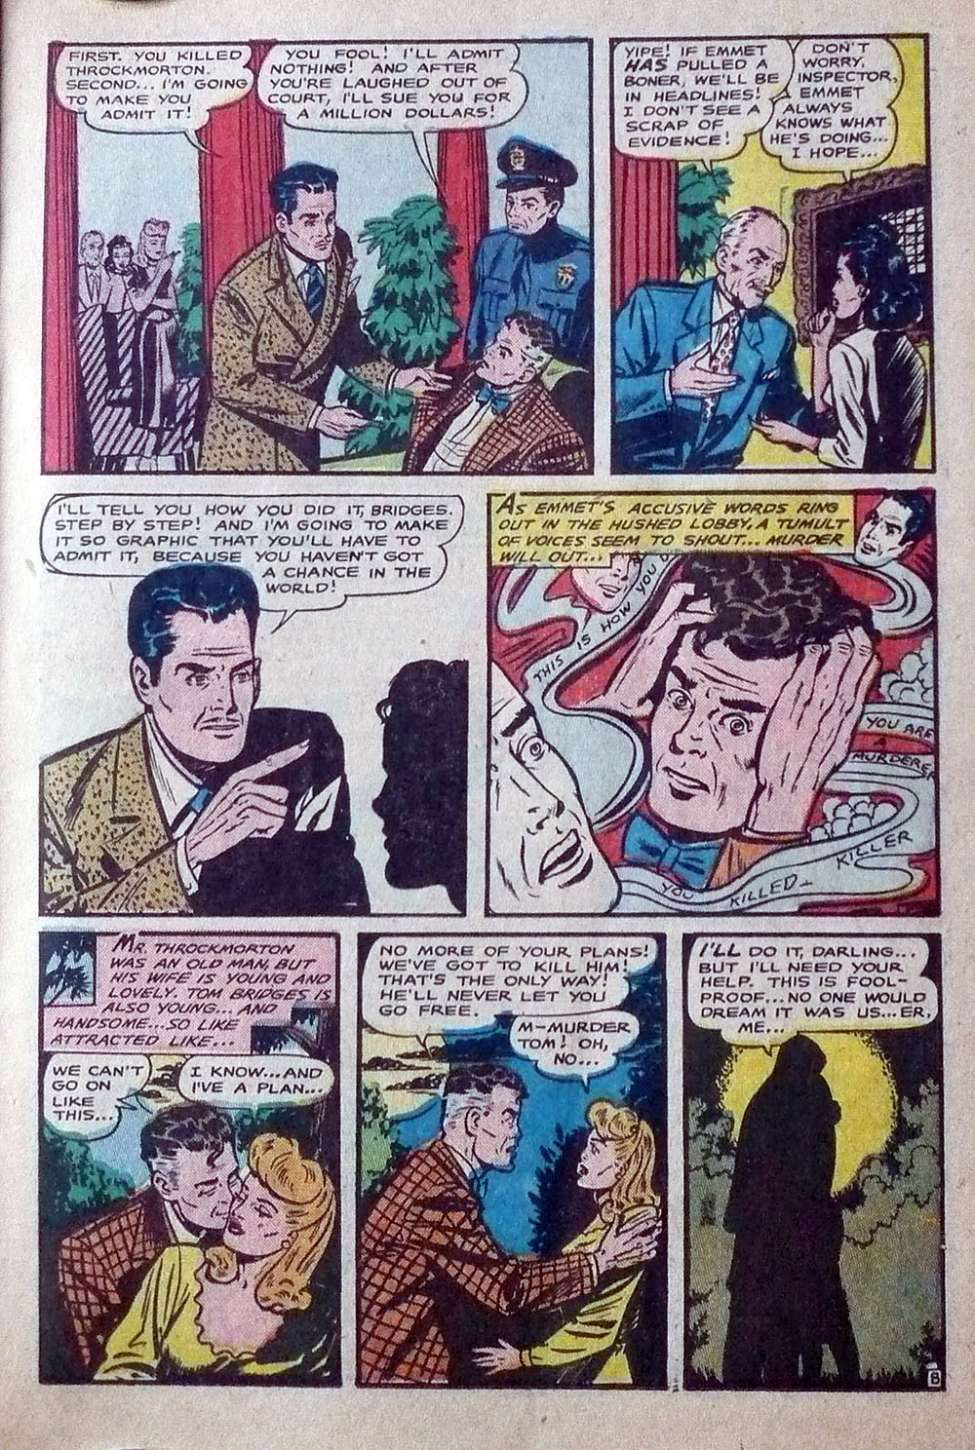 FIRST. YOU KILLED
THROCKMORTON.
SECOND... I'M GOING
TO MAKE YOU
ADMIT IT!
YOU FOOL! I'LL ADMIT
NOTHING! AND AFTER
YOU'RE LAUGHED OUT OF
COURT, I'LL SUE YOU FOR
A MILLION DOLLARS!
YIPE! IF EMMET
HAS PULLED A
BONER, WE'LL BE
IN HEADLINES!
I DON'T SEE A
SCRAP OF
EVIDENCE!
DON'T
WORRY,
INSPECTOR,
EMMET
ALWAYS
KNOWS WHAT
HE'S DOING...
I HOPE...
I'LL TELL YOU HOW YOU DID IT, BRIDGES.
STEP BY STEP! AND I'M GOING TO MAKE
IT SO GRAPHIC THAT YOU'LL HAVE TO
ADMIT IT, BECAUSE YOU HAVEN'T GOT
A CHANCE IN THE
WORLD!
AS EMMET'S ACCUSIVE WORDS RING
OUT IN THE HUSHED LOBBY, A TUMULT
OF VOICES SEEM TO SHOUT... MURDER
WILL OUT...
THIS IS HOW YOU D
YOU ARE
A
MURDERER
YOU KILLED-
KILLER
MR. THROCKMORTON
WAS AN OLD MAN, BUT
HIS WIFE IS YOUNG AND
LOVELY. TOM BRIDGES IS
ALSO YOUNG... AND
HANDSOME...SO LIKE
ATTRACTED LIKE...
WE CAN'T
GO ON
LIKE
THIS...
I KNOW...AND
I'VE A PLAN...
NO MORE OF YOUR PLANS!
WE'VE GOT TO KILL HIM!
THAT'S THE ONLY WAY!
HE'LL NEVER LET YOU
GO FREE.
M-MURDER
TOM! OH,
NO...
I'LL DO IT, DARLING...
BUT I'LL NEED YOUR
HELP. THIS IS FOOL-
PROOF...NO ONE WOULD
DREAM IT WAS US...ER,
ME...
8